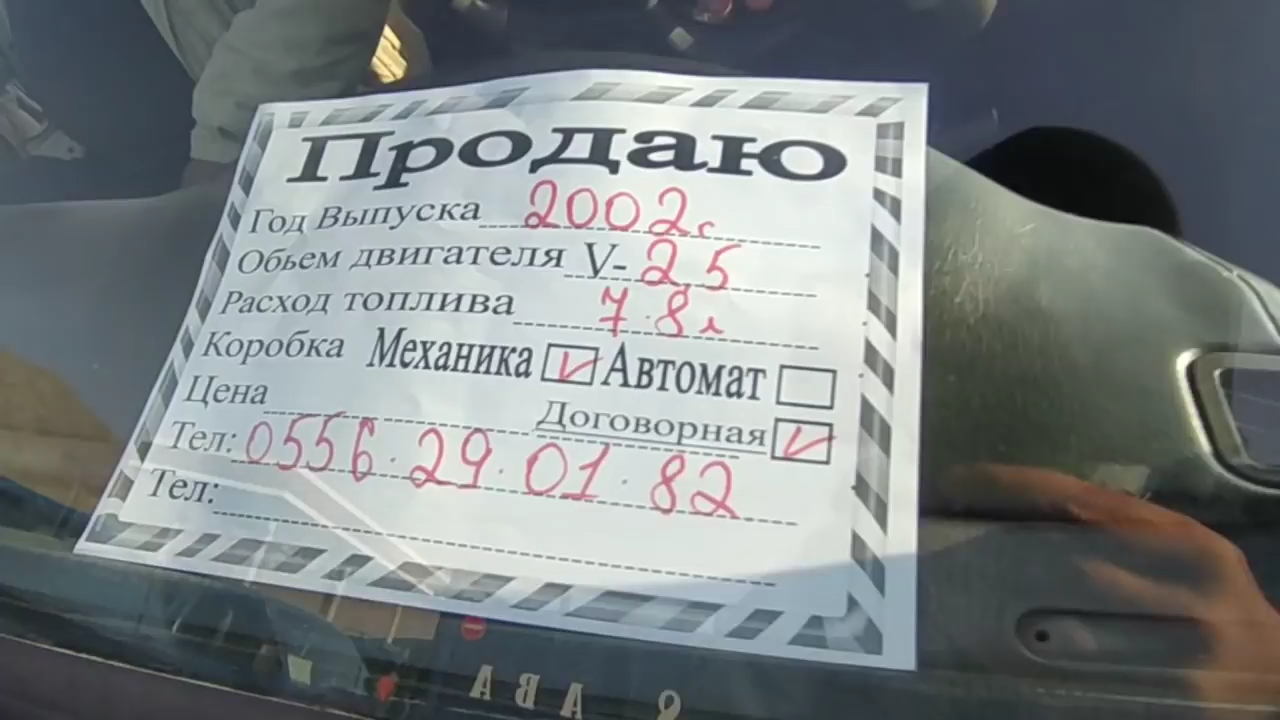 Продаю
Год Выпуска 2002г
Обьем двигателя V- 2,5
Расход топлива 7.8л
Коробка Механика Автомат
Цена Договорная
Тел: 0556.29.01.82
Тел: